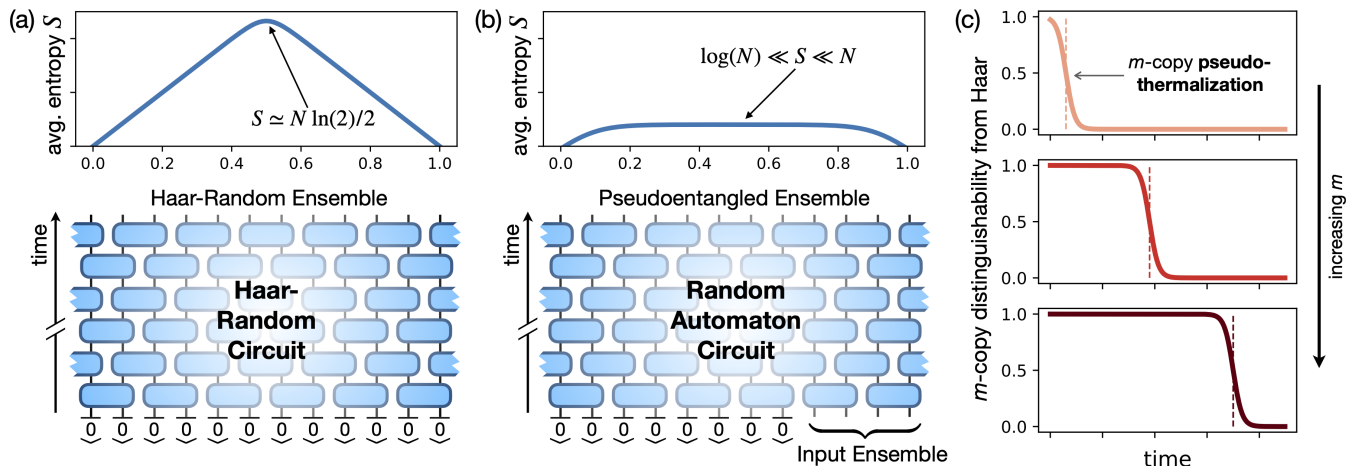 (a)
avg. entropy S
S ≃ N ln(2)/2
0.0 0.2 0.4 0.6 0.8 1.0
Haar-Random Ensemble
time
Haar-
Random
Circuit
|0⟩ |0⟩ |0⟩ |0⟩ |0⟩ |0⟩ |0⟩ |0⟩ |0⟩ |0⟩ |0⟩ |0⟩
(b)
avg. entropy S
log(N) ≪ S ≪ N
0.0 0.2 0.4 0.6 0.8 1.0
Pseudoentangled Ensemble
time
Random
Automaton
Circuit
|0⟩ |0⟩ |0⟩ |0⟩ |0⟩ |0⟩ |0⟩ |0⟩
Input Ensemble
(c)
m-copy distinguishability from Haar
1.0
0.5
0.0
m-copy pseudo-
thermalization
1.0
0.5
0.0
1.0
0.5
0.0
time
increasing m